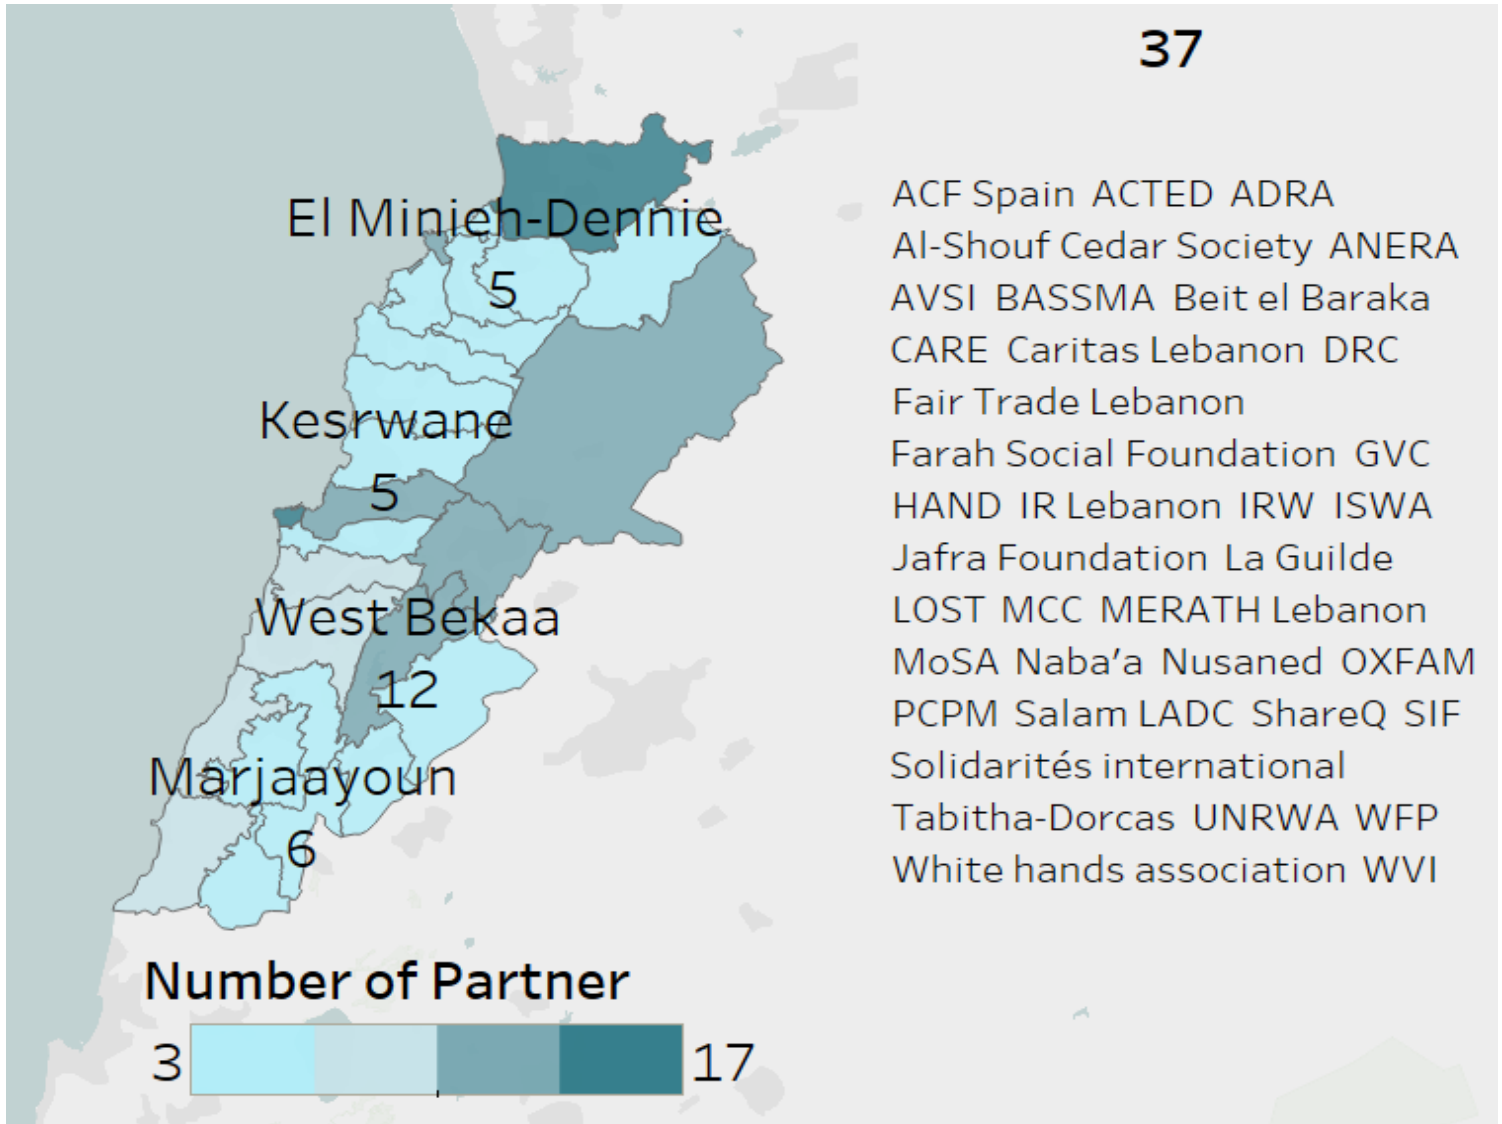 37
El Minieh-Dennie
5
Kesrwane
5
West Bekaa
12
Marjaayoun
6
Number of Partner
3 17
ACF Spain ACTED ADRA
Al-Shouf Cedar Society ANERA
AVSI BASSMA Beit el Baraka
CARE Caritas Lebanon DRC
Fair Trade Lebanon
Farah Social Foundation GVC
HAND IR Lebanon IRW ISWA
Jafra Foundation La Guilde
LOST MCC MERATH Lebanon
MoSA Naba’a Nusaned OXFAM
PCPM Salam LADC ShareQ SIF
Solidarités international
Tabitha-Dorcas UNRWA WFP
White hands association WVI